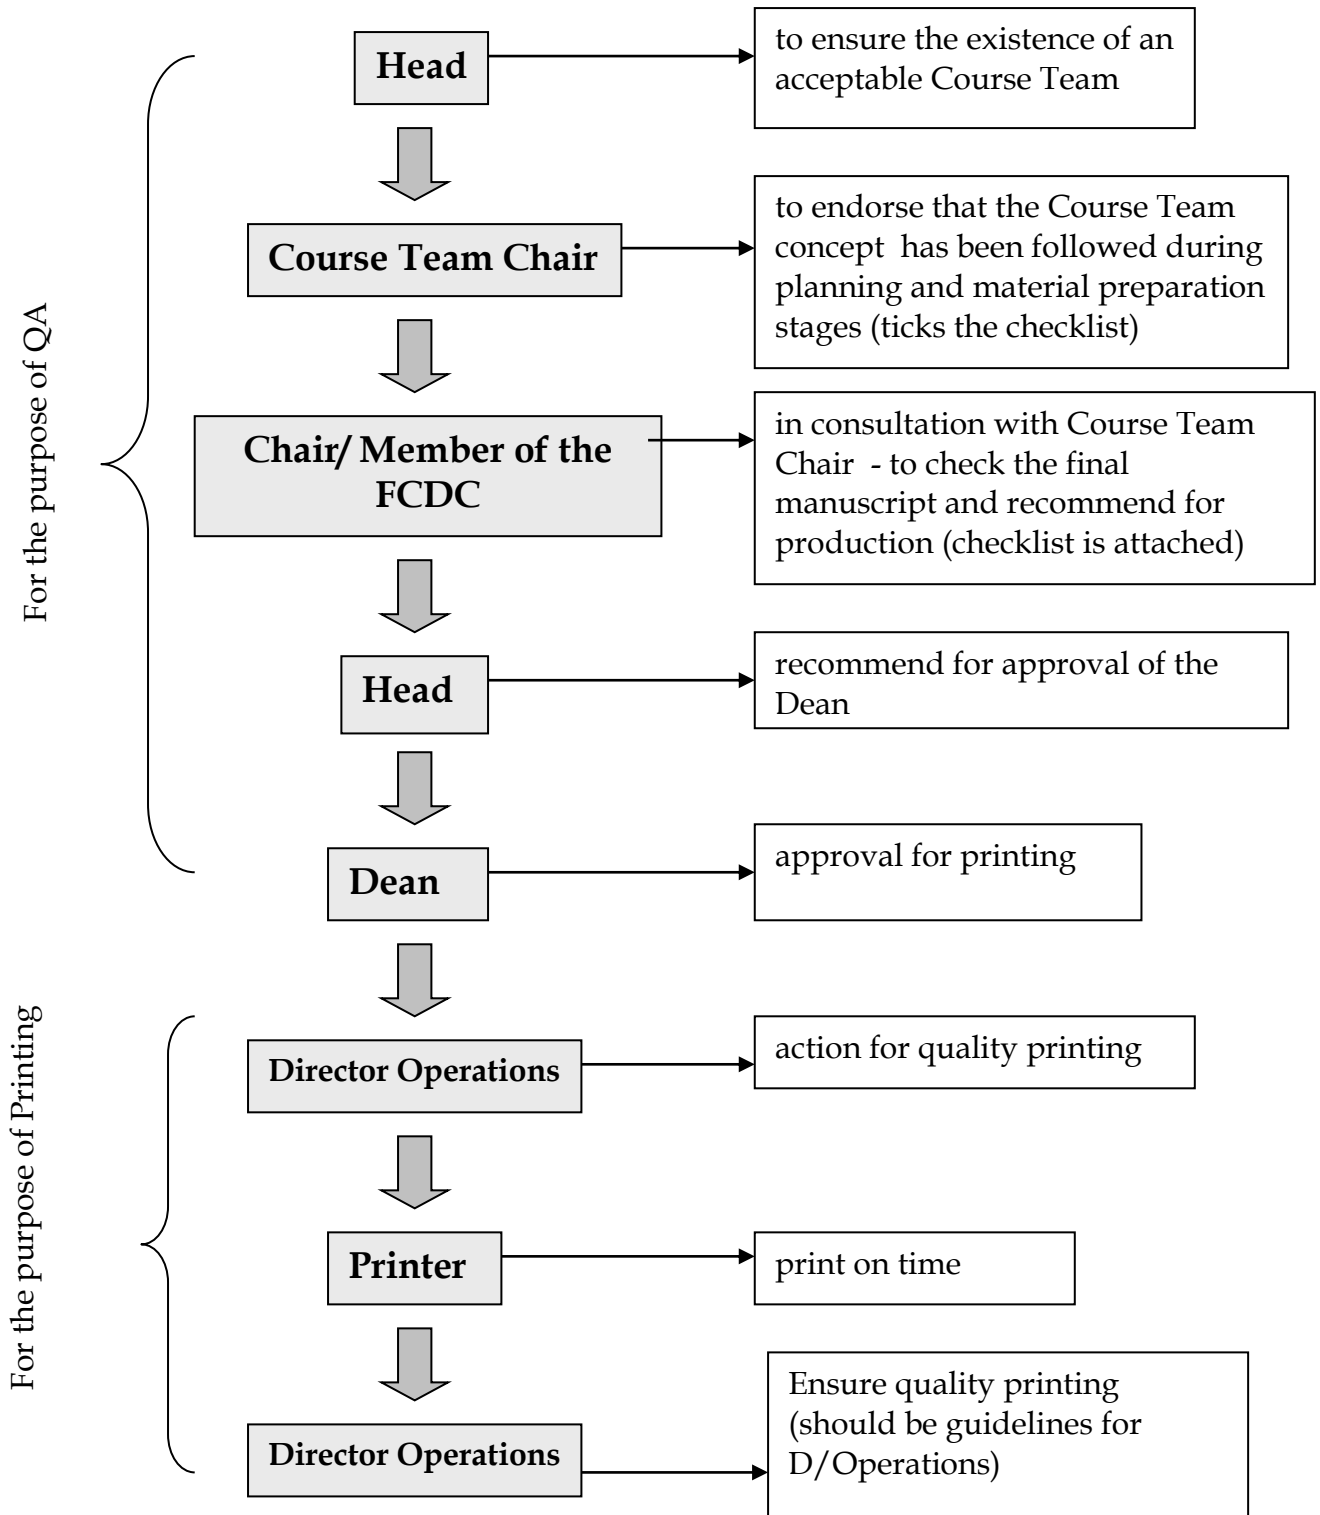 Head
to ensure the existence of an
acceptable Course Team
Course Team Chair
to endorse that the Course Team
concept  has been followed during
planning and material preparation
stages (ticks the checklist)
For the purpose of QA
Chair/ Member of the
FCDC
in consultation with Course Team
Chair  - to check the final
manuscript and recommend for
production (checklist is attached)
Head
recommend for approval of the
Dean
Dean
approval for printing
For the purpose of Printing
Director Operations
action for quality printing
Printer
print on time
Director Operations
Ensure quality printing
(should be guidelines for
D/Operations)